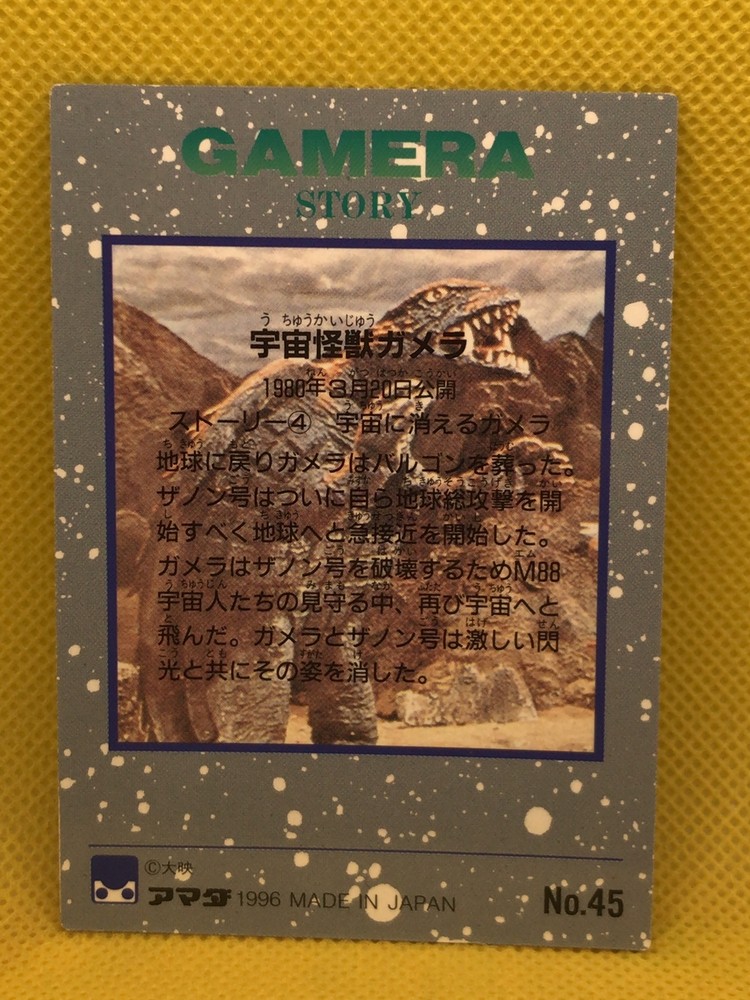 GAMERA
STORY
宇宙怪獣ガメラ
1980年3月20日公開
ストーリー④ 宇宙に消えるガメラ
地球に戻りガメラはバルゴンを葬った。
ザノン号はついに自ら地球総攻撃を開
始すべく地球へと急接近を開始した。
ガメラはザノン号を破壊するためM88
宇宙人たちの見守る中、再び宇宙へと
飛んだ。ガメラとザノン号は激しい閃
光と共にその姿を消した。
©大映
アマダ 1996 MADE IN JAPAN
No.45